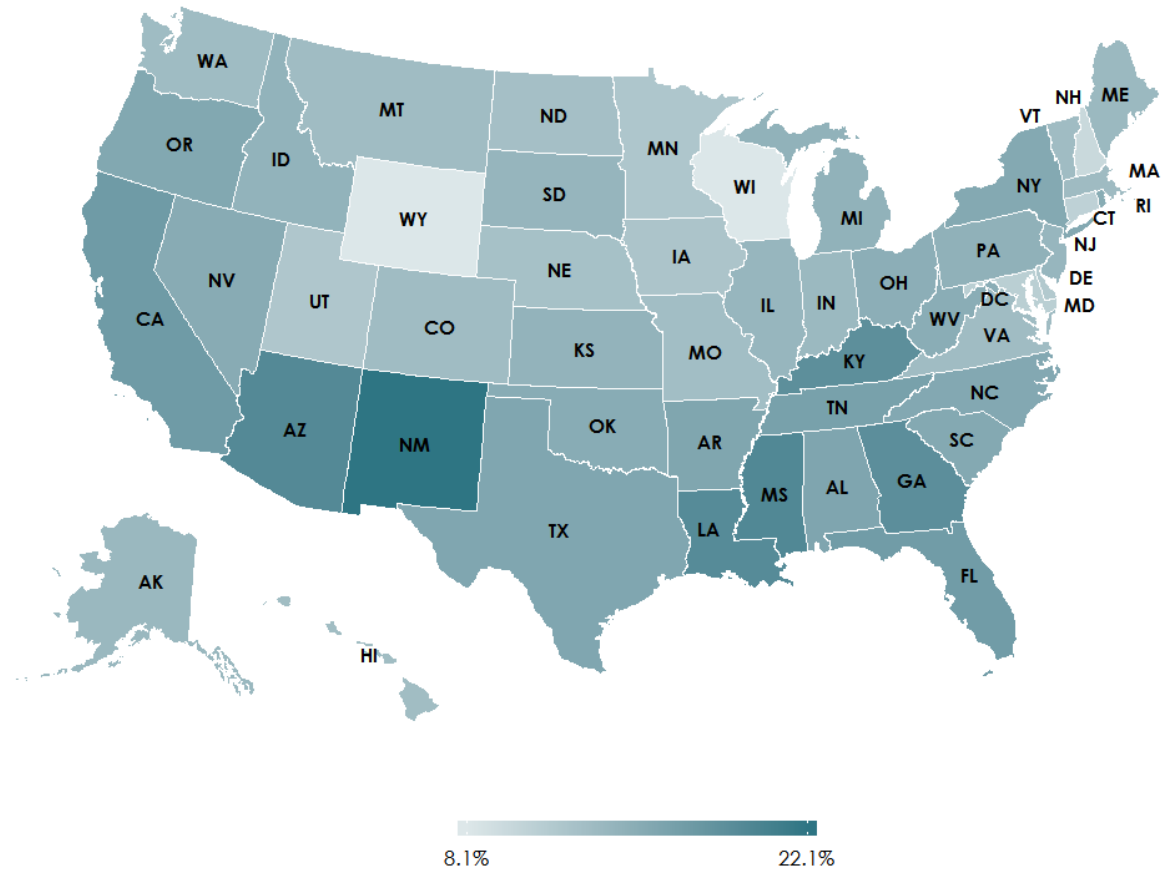 WA
MT
ND
MN
OR
ID
SD
WI
WY
MI
NH
ME
VT
NY
MA
RI
CT
NJ
PA
DE
MD
DC
NV
UT
CO
NE
IA
IL
IN
OH
WV
VA
CA
KS
MO
KY
NC
TN
SC
AZ
NM
OK
AR
MS
AL
GA
LA
TX
FL
AK
HI
8.1%
22.1%